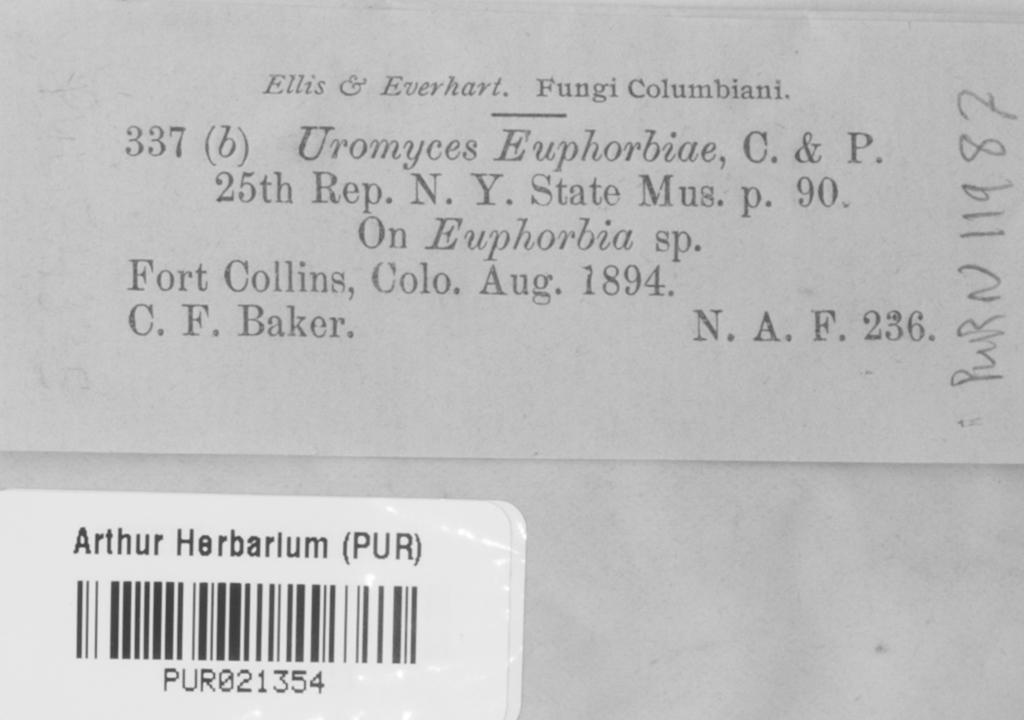 Ellis & Everhart. Fungi Columbiani.
337 (b) Uromyces Euphorbiae, C. & P.
25th Rep. N. Y. State Mus. p. 90.
On Euphorbia sp.
Fort Collins, Colo. Aug. 1894.
C. F. Baker. N. A. F. 236.
PUR N 11987
Arthur Herbarium (PUR)
PUR021354